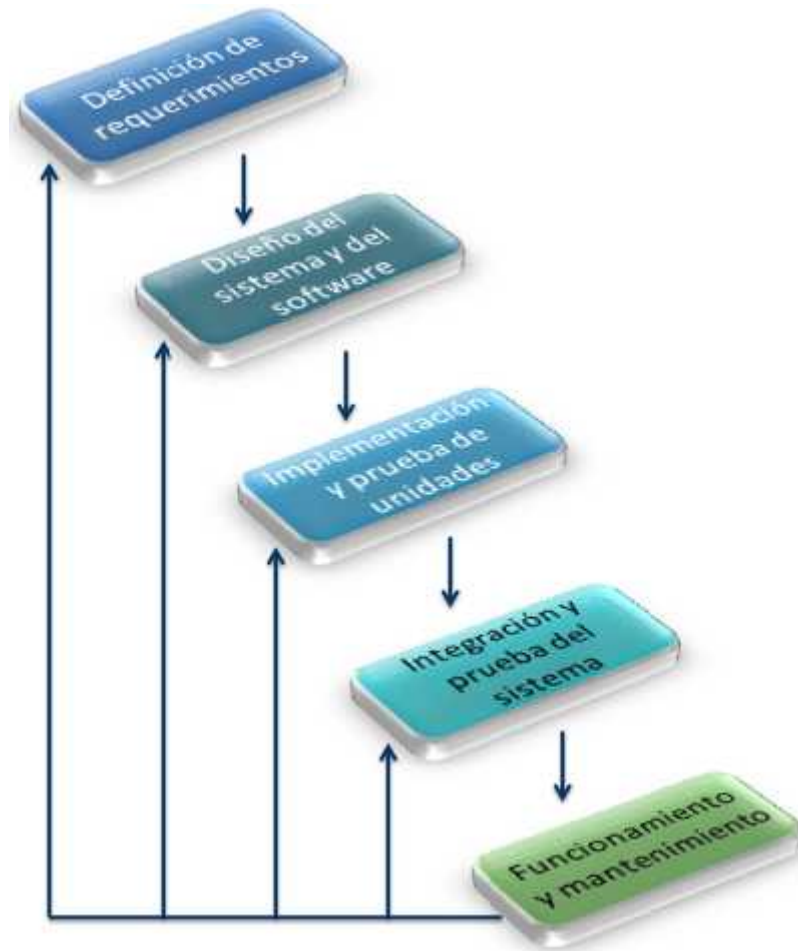 Definición de
requerimientos
Diseño del
sistema y del
software
Implementación
y prueba de
unidades
Integración y
prueba del
sistema
Funcionamiento
y mantenimiento